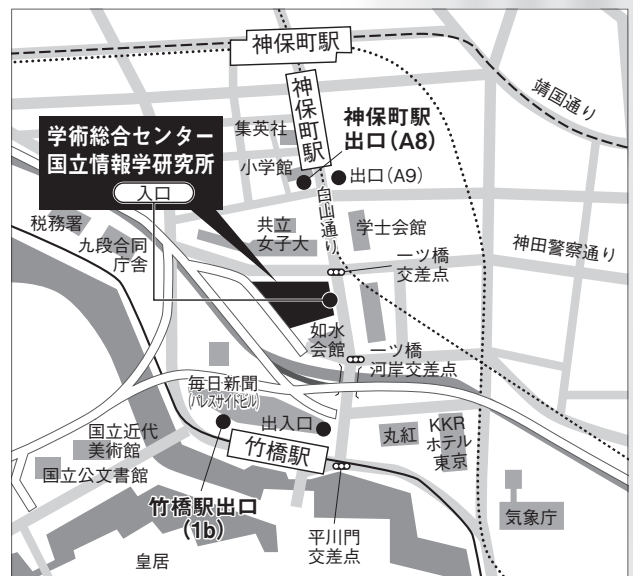 神保町駅
神保町駅
靖国通り
学術総合センター
国立情報学研究所
入口
集英社
小学館
神保町駅
出口(A8)
出口(A9)
白山通り
税務署
九段合同
庁舎
共立
女子大
学士会館
一ツ橋
交差点
神田警察通り
如水
会館
一ツ橋
河岸交差点
毎日新聞
(パレスサイドビル)
出入口
国立近代
美術館
国立公文書館
竹橋駅
丸紅
KKR
ホテル
東京
竹橋駅出口
(1b)
平川門
交差点
気象庁
皇居